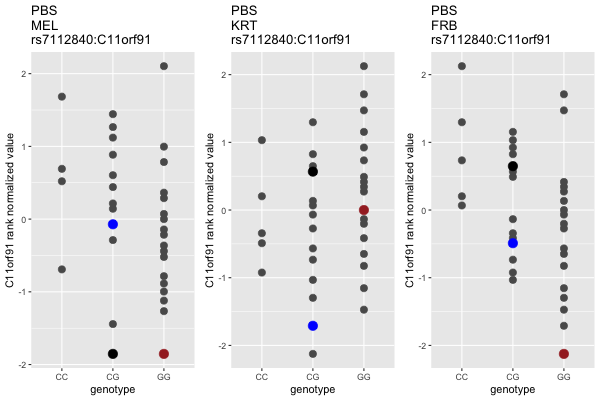 PBS
MEL
rs7112840:C11orf91
C11orf91 rank normalized value
2
1
0
-1
-2
CC
CG
GG
genotype
PBS
KRT
rs7112840:C11orf91
C11orf91 rank normalized value
2
1
0
-1
-2
CC
CG
GG
genotype
PBS
FRB
rs7112840:C11orf91
C11orf91 rank normalized value
2
1
0
-1
-2
CC
CG
GG
genotype